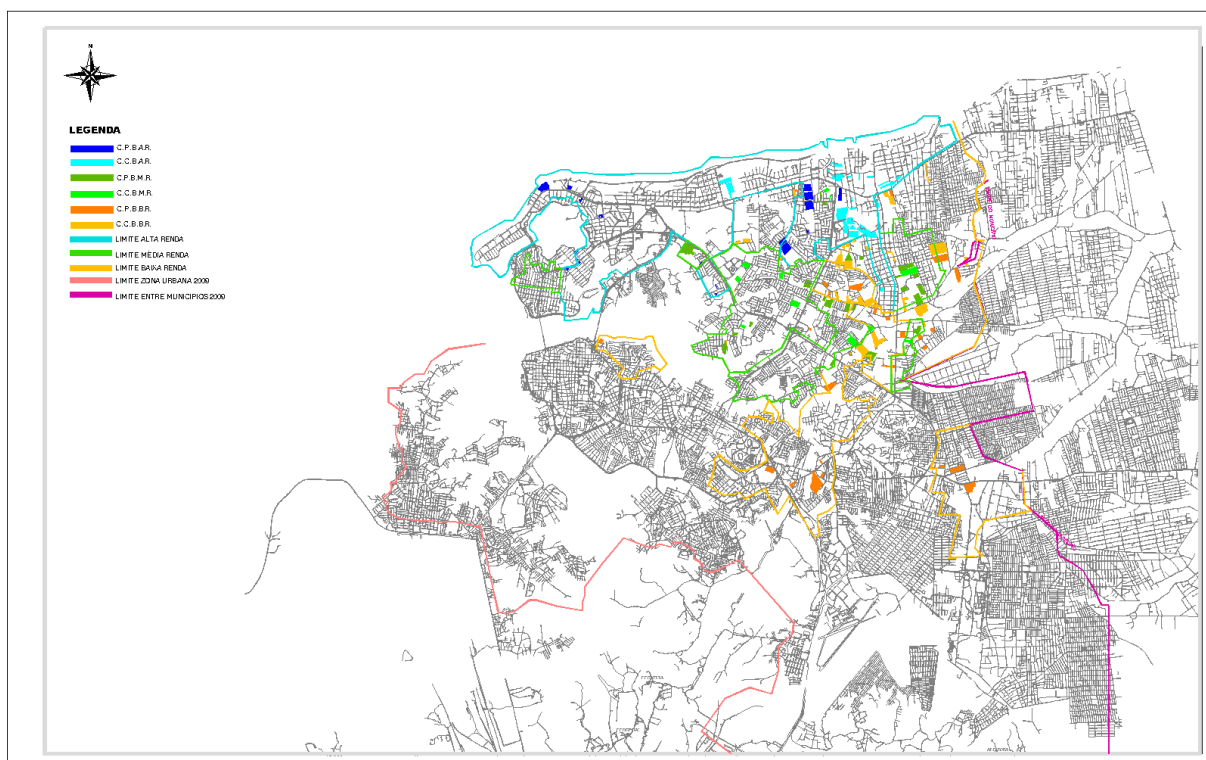 N
LEGENDA
C.P.B.A.R.
C.C.B.A.R.
C.P.B.M.R.
C.C.B.M.R.
C.P.B.B.R.
C.C.B.B.R.
LIMITE ALTA RENDA
LIMITE MÉDIA RENDA
LIMITE BAIXA RENDA
LIMITE ZONA URBANA 2009
LIMITE ENTRE MUNICIPIOS 2009